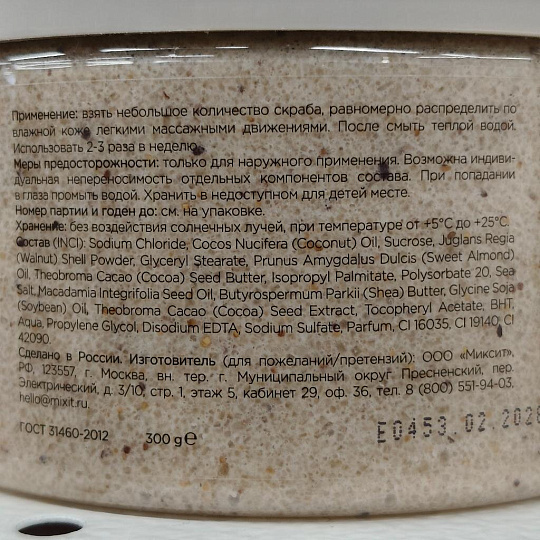 Применение: взять небольшое количество скраба, равномерно распределить по
влажной коже легкими массажными движениями. После смыть теплой водой.
Использовать 2-3 раза в неделю.
Меры предосторожности: только для наружного применения. Возможна индиви-
дуальная непереносимость отдельных компонентов состава. При попадании
в глаза промыть водой. Хранить в недоступном для детей месте.
Номер партии и годен до: см. на упаковке.
Хранение: без воздействия солнечных лучей, при температуре от +5°C до +25°C.
Состав (INCI): Sodium Chloride, Cocos Nucifera (Coconut) Oil, Sucrose, Juglans Regia
(Walnut) Shell Powder, Glyceryl Stearate, Prunus Amygdalus Dulcis (Sweet Almond)
Oil, Theobroma Cacao (Cocoa) Seed Butter, Isopropyl Palmitate, Polysorbate 20, Sea
Salt, Macadamia Integrifolia Seed Oil, Butyrospermum Parkii (Shea) Butter, Glycine Soja
(Soybean) Oil, Theobroma Cacao (Cocoa) Seed Extract, Tocopheryl Acetate, BHT,
Aqua, Propylene Glycol, Disodium EDTA, Sodium Sulfate, Parfum, CI 16035, CI 19140, CI
42090.
Сделано в России. Изготовитель (для пожеланий/претензий): ООО «Миксит»,
РФ, 123557, г. Москва, вн. тер. г. Муниципальный округ Пресненский, пер.
Электрический, д. 3/10, стр. 1, этаж 5, кабинет 29, оф. 36, тел. 8 (800) 551-94-03,
hello@mixit.ru.
ГОСТ 31460-2012 300 g ℮
E0453 02 2026